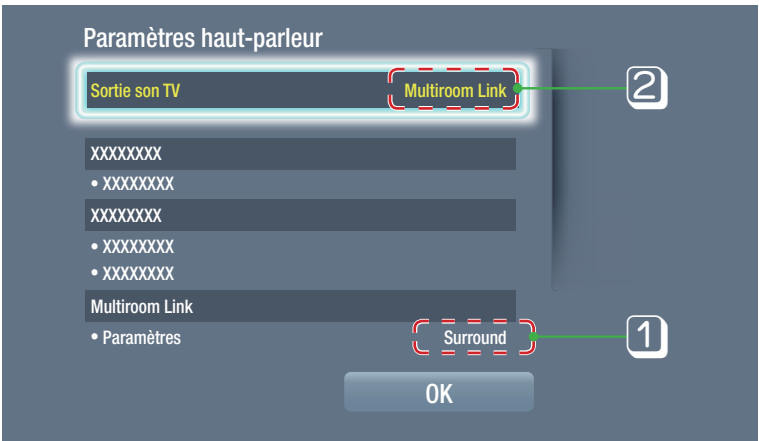 Paramètres haut-parleur
Sortie son TV Multiroom Link
2
XXXXXXXX
• XXXXXXXX
XXXXXXXX
• XXXXXXXX
• XXXXXXXX
Multiroom Link
• Paramètres Surround
1
OK